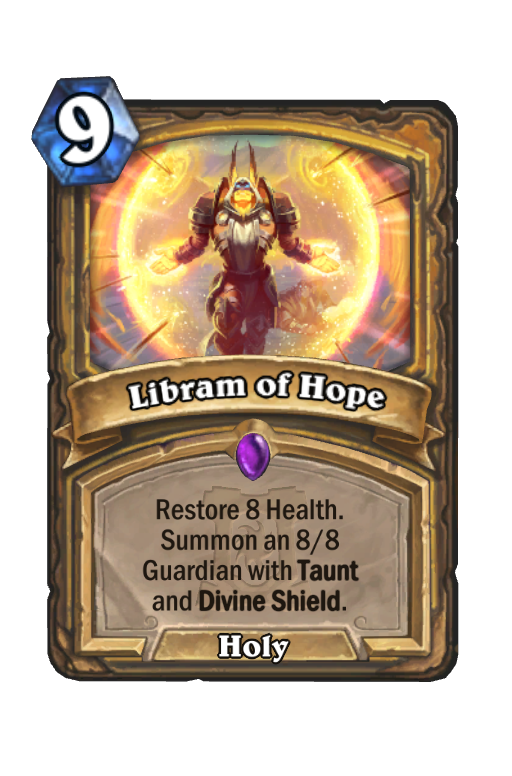 9
Libram of Hope
Restore 8 Health.
Summon an 8/8
Guardian with Taunt
and Divine Shield.
Holy